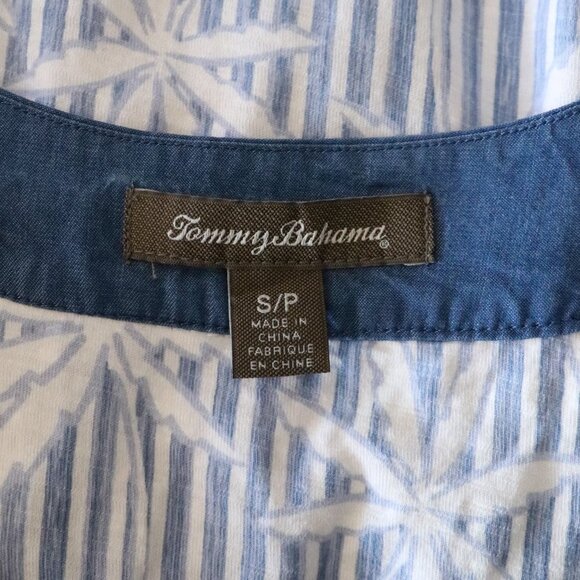 Tommy Bahama®
S/P
MADE IN
CHINA
FABRIQUE
EN CHINE